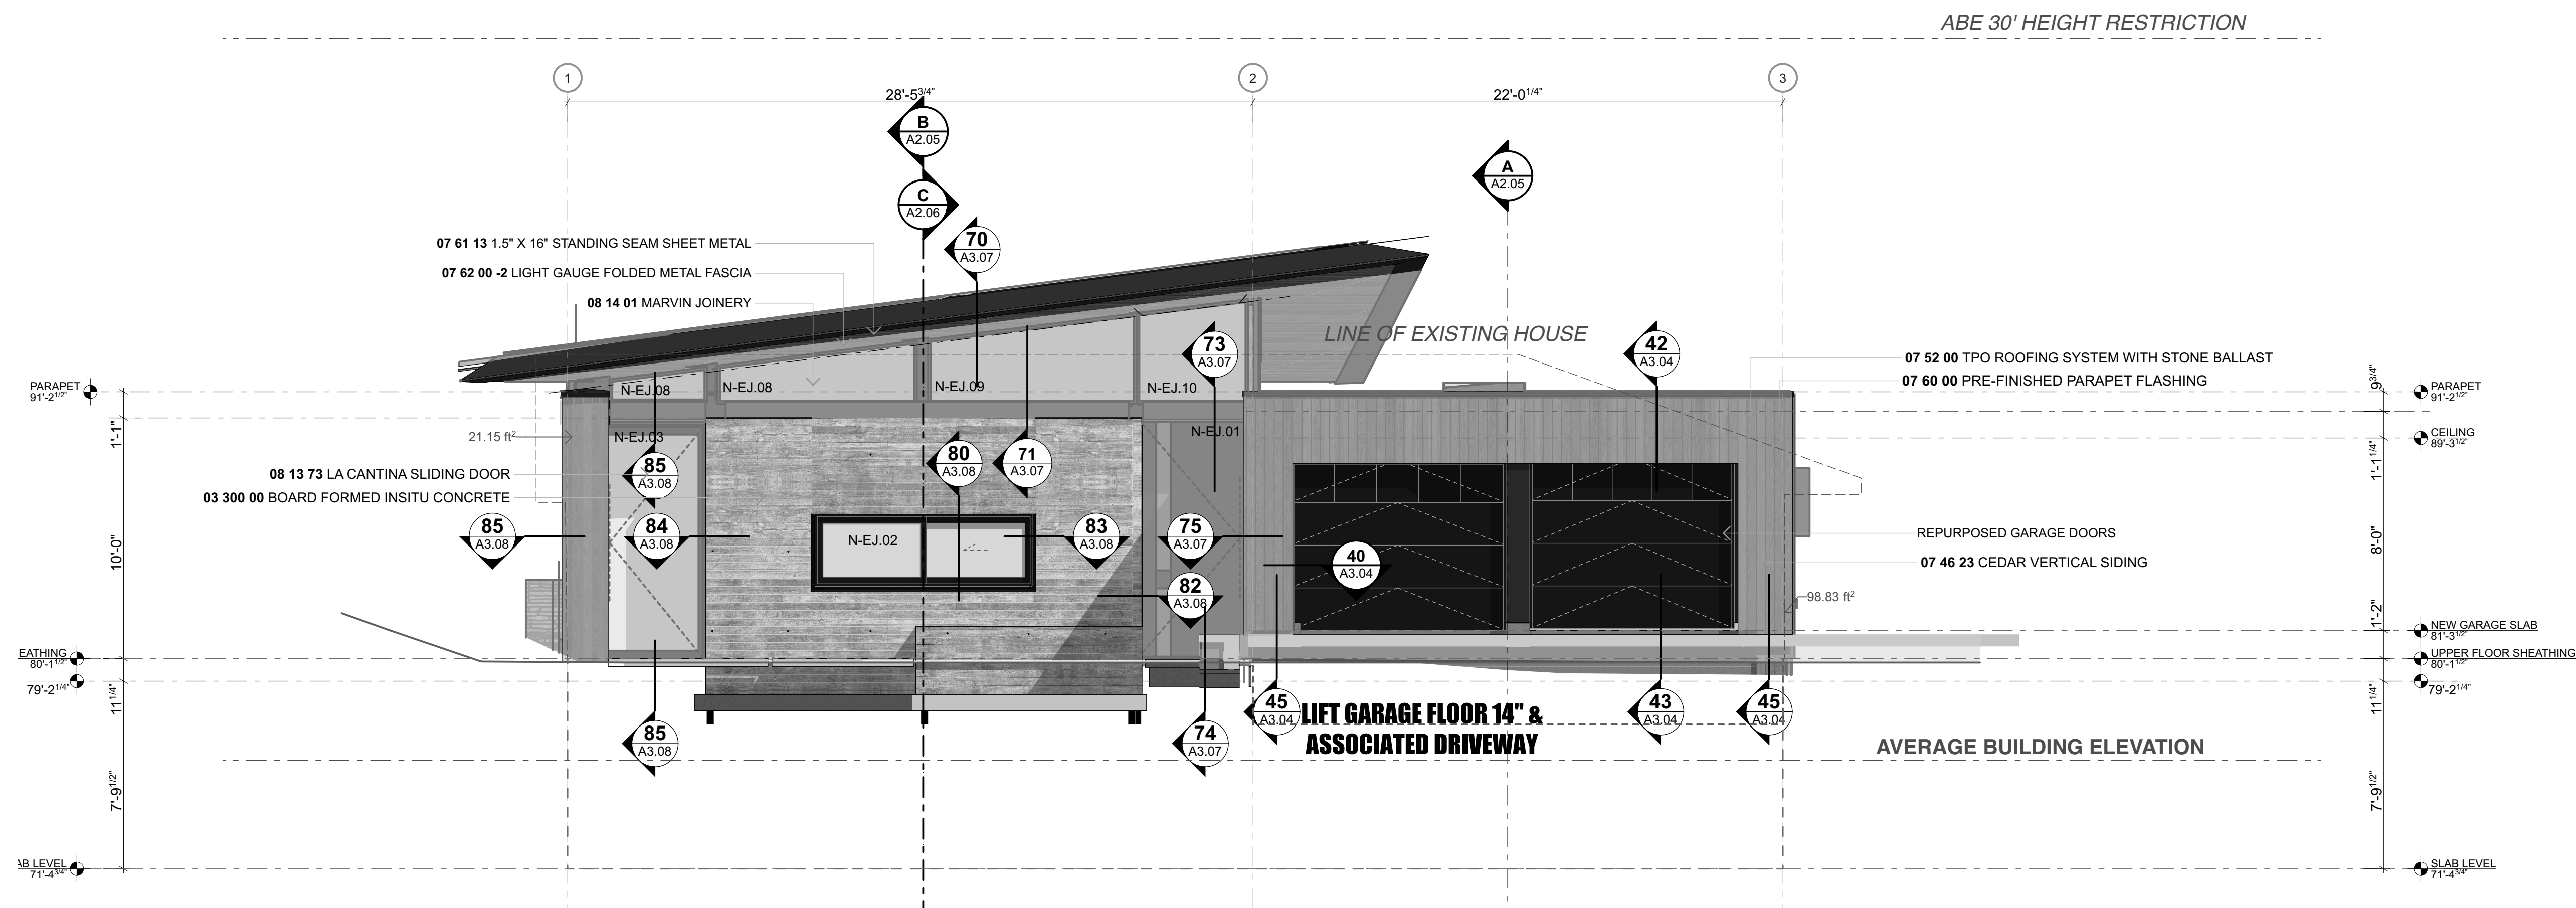 ABE 30' HEIGHT RESTRICTION
1
2
3
28'-5 3/4"
22'-0 1/4"
B
A2.05
A
A2.05
C
A2.06
70
A3.07
07 61 13 1.5" X 16" STANDING SEAM SHEET METAL
07 62 00 -2 LIGHT GAUGE FOLDED METAL FASCIA
08 14 01 MARVIN JOINERY
LINE OF EXISTING HOUSE
73
A3.07
42
A3.04
07 52 00 TPO ROOFING SYSTEM WITH STONE BALLAST
07 60 00 PRE-FINISHED PARAPET FLASHING
PARAPET
91'-2 1/2"
N-EJ.08
N-EJ.08
N-EJ.09
N-EJ.10
9 3/4"
PARAPET
91'-2 1/2"
1'-1"
21.15 ft2
N-EJ.03
N-EJ.01
CEILING
89'-3 1/2"
1'-1 1/4"
85
A3.08
80
A3.08
71
A3.07
08 13 73 LA CANTINA SLIDING DOOR
03 300 00 BOARD FORMED INSITU CONCRETE
85
A3.08
84
A3.08
N-EJ.02
83
A3.08
75
A3.07
40
A3.04
REPURPOSED GARAGE DOORS
07 46 23 CEDAR VERTICAL SIDING
10'-0"
8'-0"
82
A3.08
98.83 ft2
1'-2"
NEW GARAGE SLAB
81'-3 1/2"
EATHING
80'-1 1/2"
UPPER FLOOR SHEATHING
80'-1 1/2"
79'-2 1/4"
79'-2 1/4"
11 1/4"
11 1/4"
45
A3.04
LIFT GARAGE FLOOR 14" &
ASSOCIATED DRIVEWAY
43
A3.04
45
A3.04
85
A3.08
74
A3.07
AVERAGE BUILDING ELEVATION
7'-9 1/2"
7'-9 1/2"
AB LEVEL
71'-4 3/4"
SLAB LEVEL
71'-4 3/4"